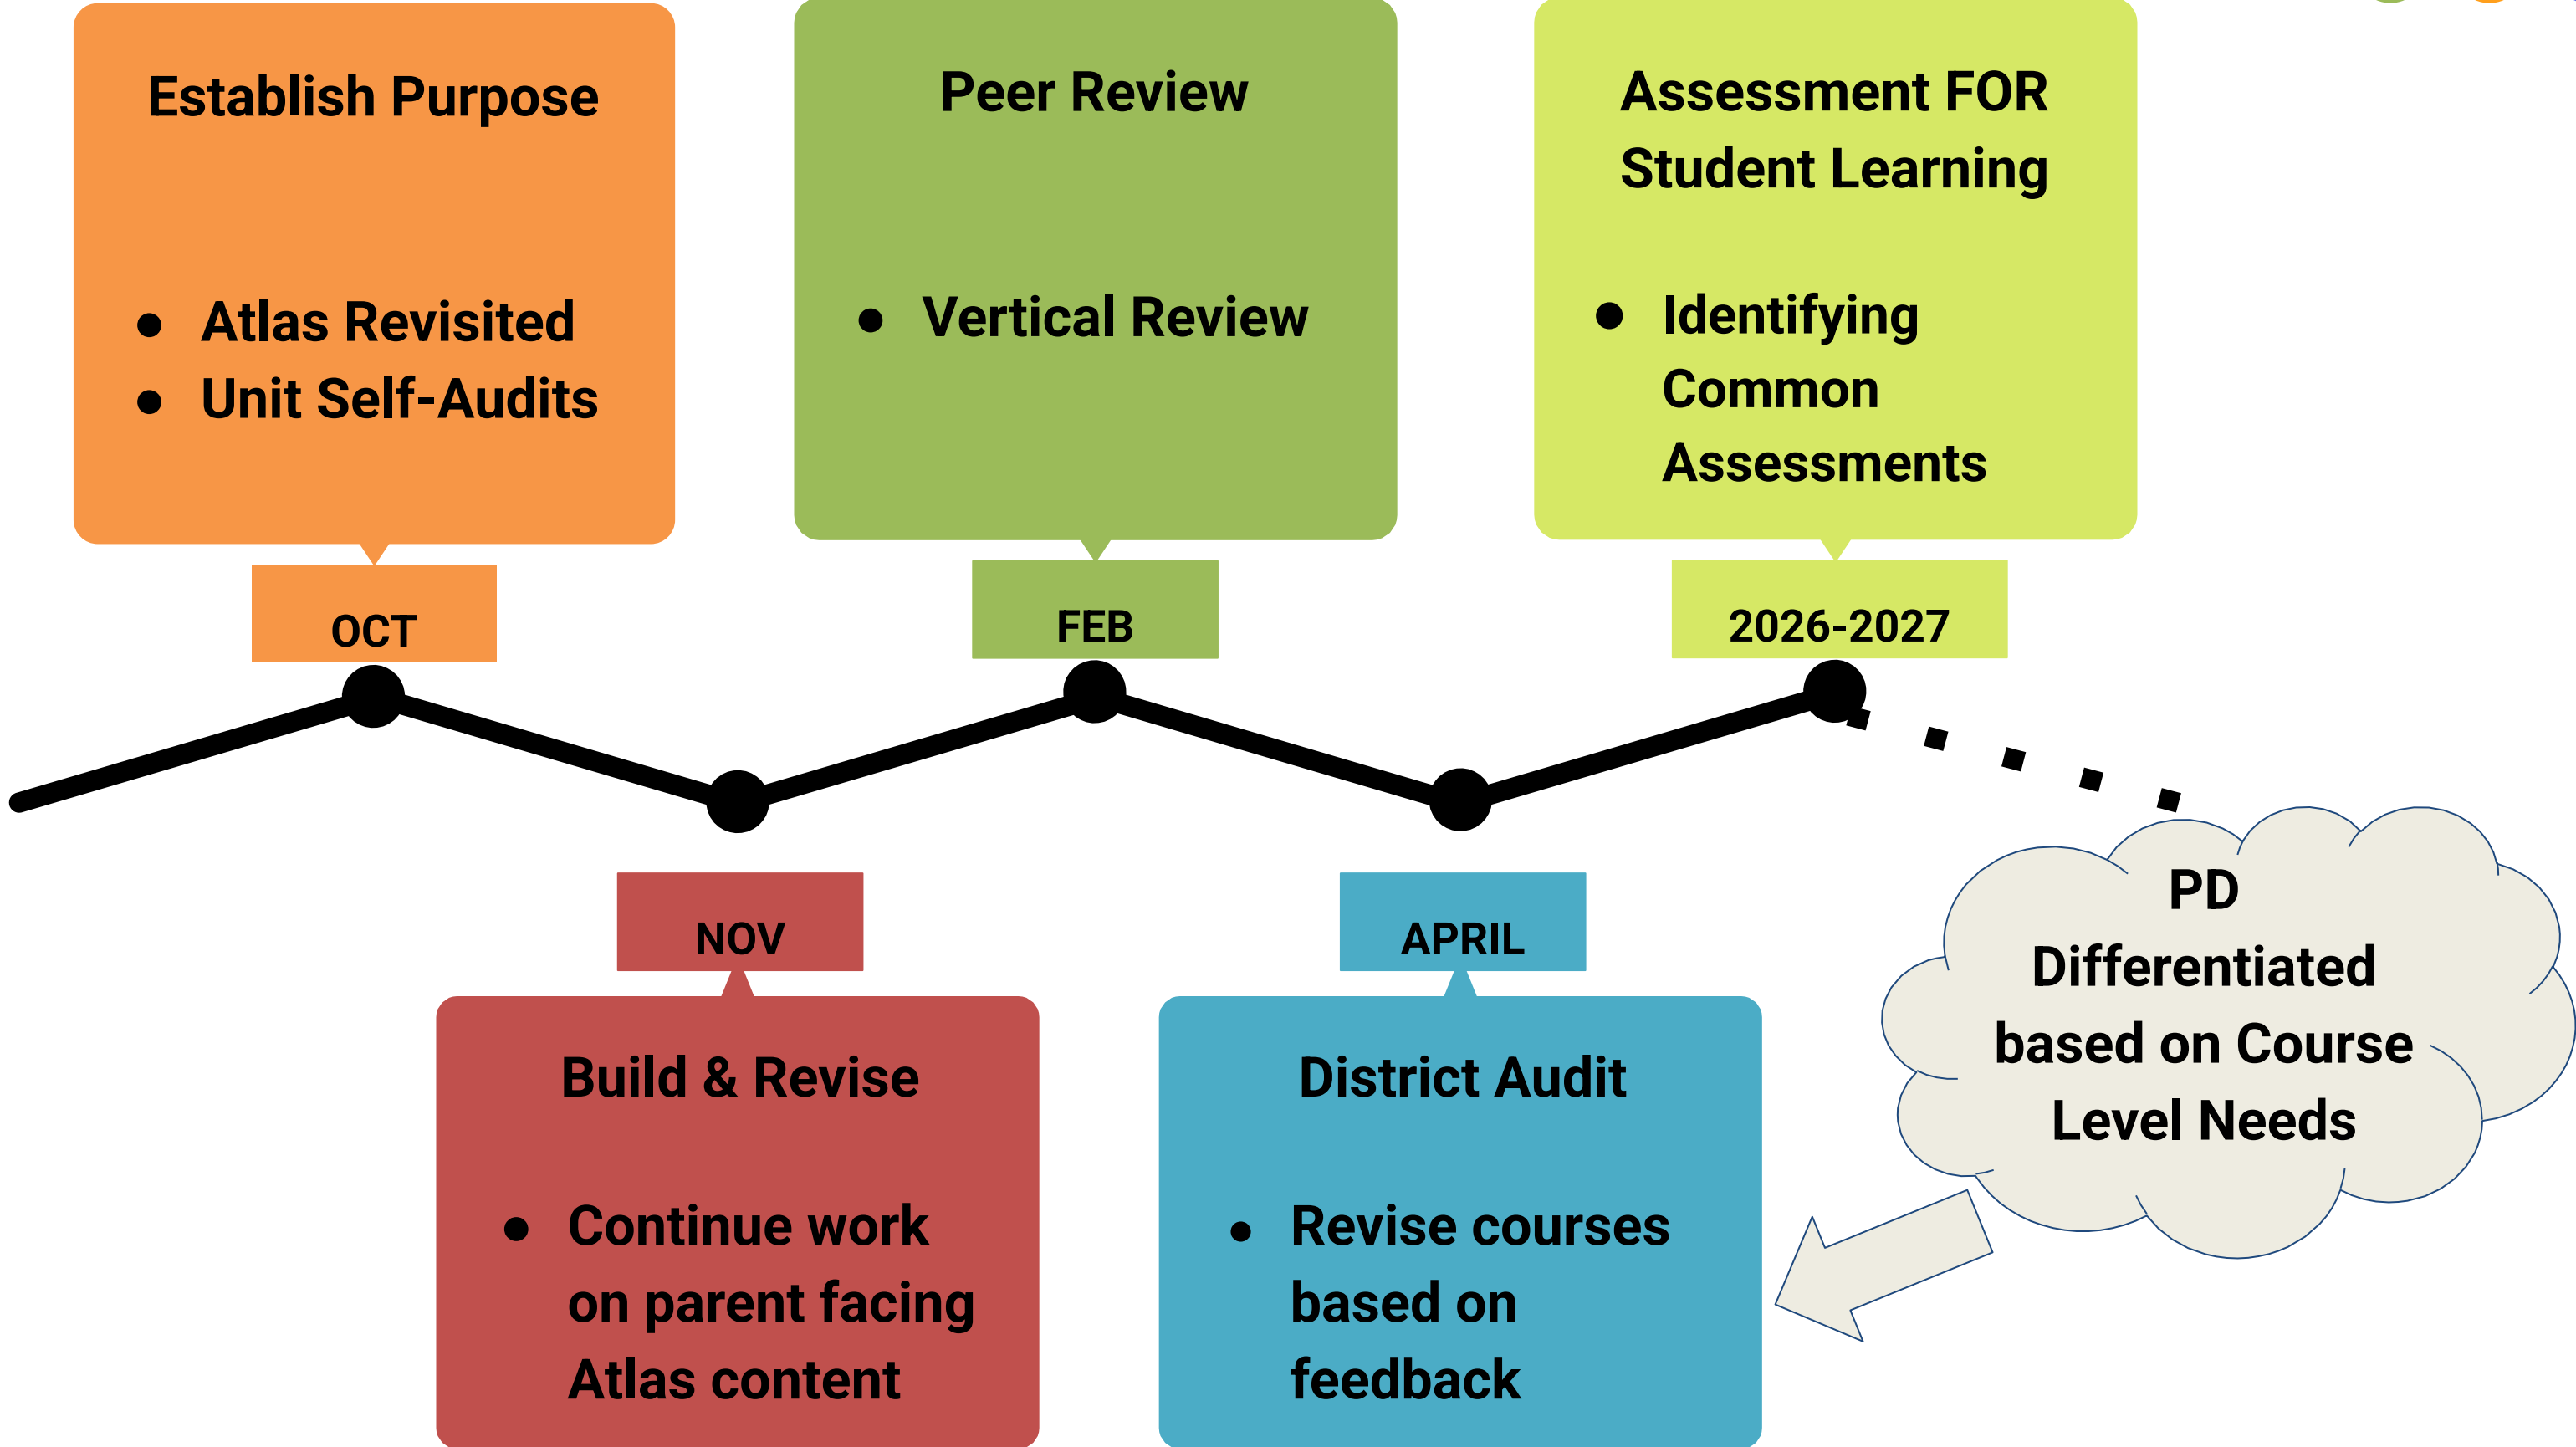 Establish Purpose
● Atlas Revisited
● Unit Self-Audits
OCT
Peer Review
● Vertical Review
FEB
Assessment FOR
Student Learning
● Identifying
Common
Assessments
2026-2027
NOV
Build & Revise
● Continue work
on parent facing
Atlas content
APRIL
District Audit
● Revise courses
based on
feedback
PD
Differentiated
based on Course
Level Needs